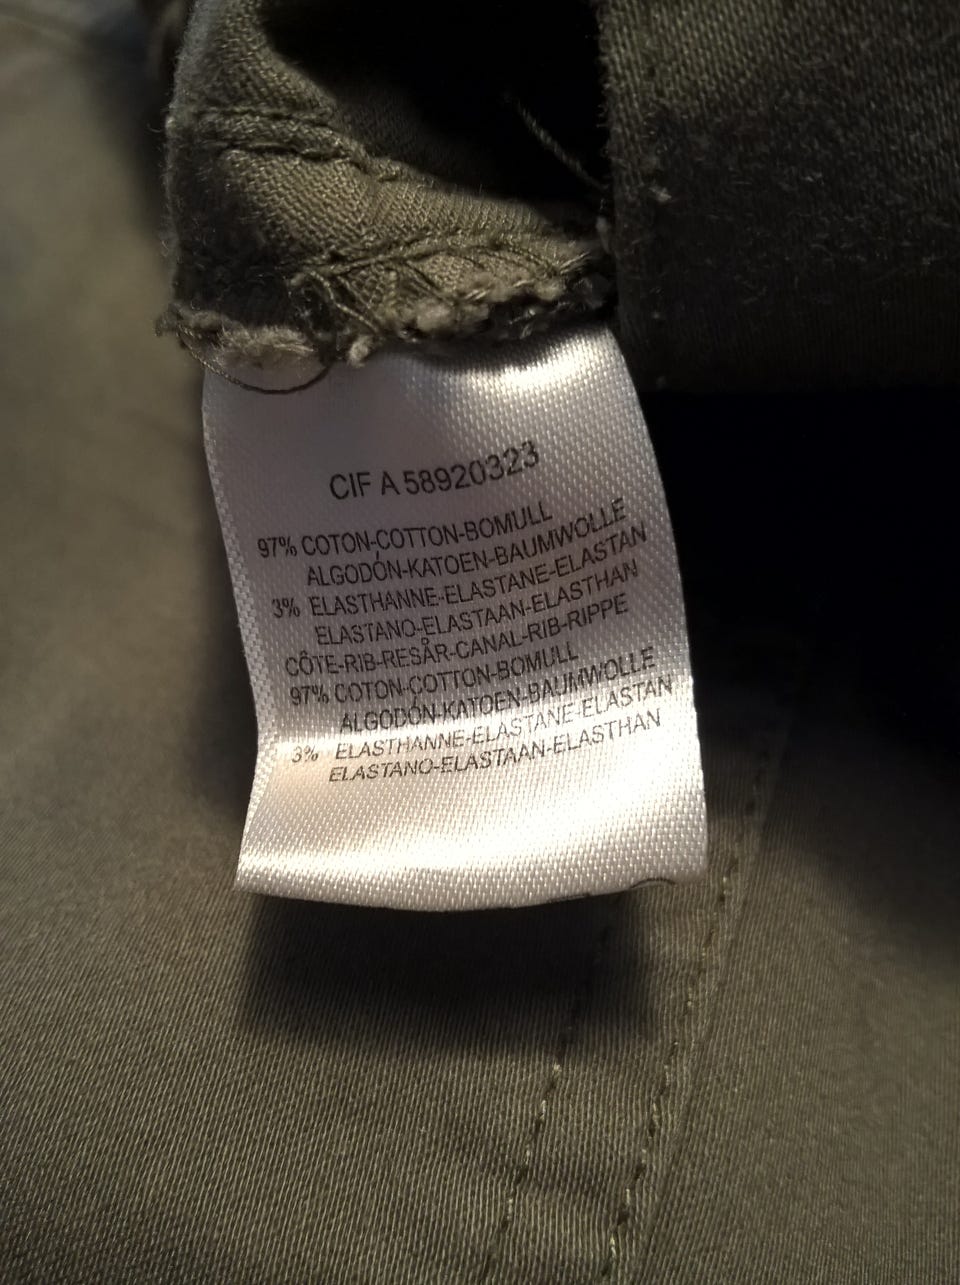 CIF A 58920323
97% COTON-COTTON-BOMULL
ALGODÓN-KATOEN-BAUMWOLLE
3% ELASTHANNE-ELASTANE-ELASTAN
ELASTANO-ELASTAAN-ELASTHAN
CÔTE-RIB-RESÅR-CANAL-RIB-RIPPE
97% COTON-COTTON-BOMULL
ALGODÓN-KATOEN-BAUMWOLLE
3% ELASTHANNE-ELASTANE-ELASTAN
ELASTANO-ELASTAAN-ELASTHAN